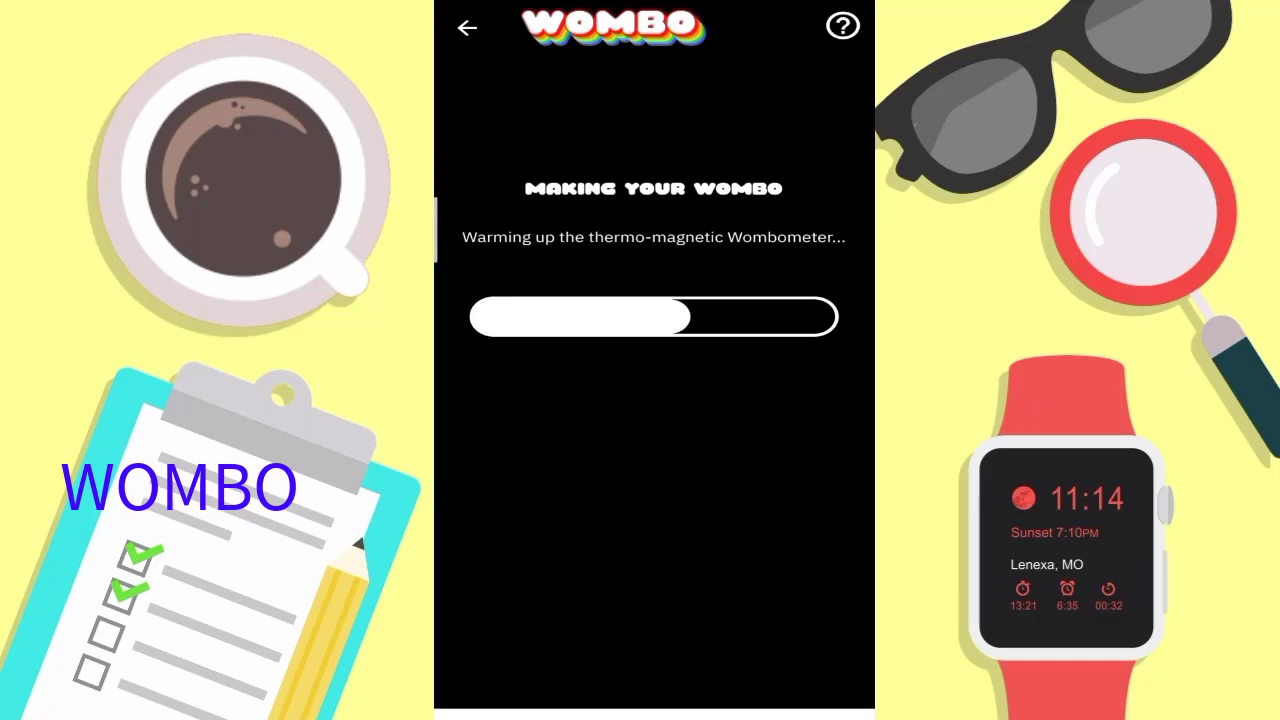 WOMBO
?
MAKING YOUR WOMBO
Warming up the thermo-magnetic Wombometer...
WOMBO
11:14
Sunset 7:10PM
Lenexa, MO
13:21 6:35 00:32